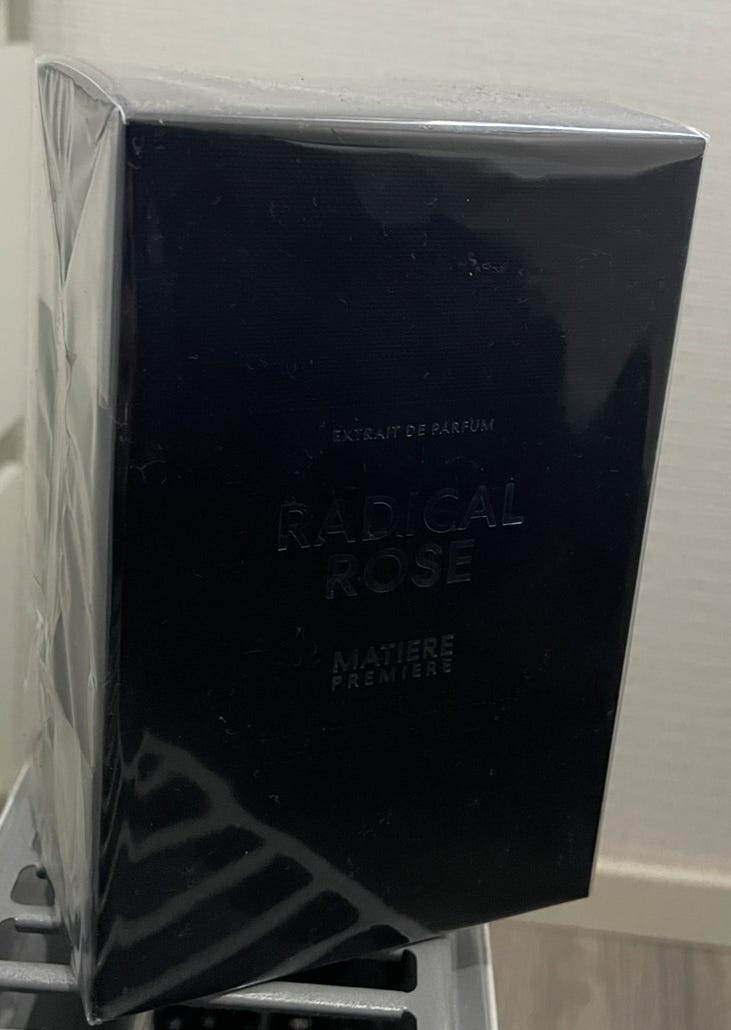 EXTRAIT DE PARFUM
RADICAL
ROSE
MATIERE
PREMIERE